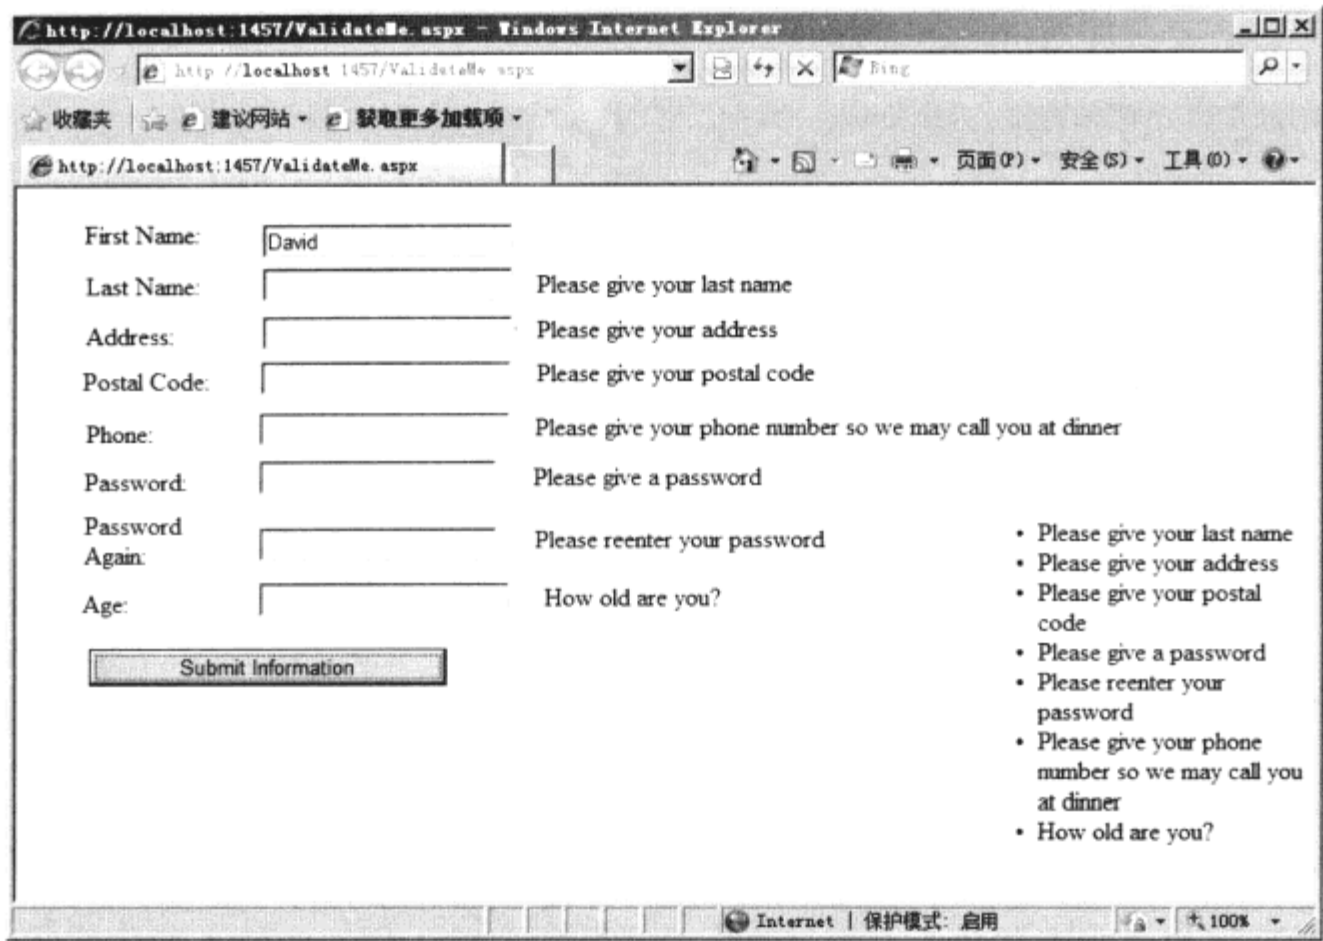 http://localhost:1457/ValidateMe.aspx - Windows Internet Explorer
http://localhost:1457/ValidateMe.aspx
Bing
收藏夹 建议网站 获取更多加载项
http://localhost:1457/ValidateMe.aspx
页面(P) 安全(S) 工具(O)
First Name: David
Last Name: Please give your last name
Address: Please give your address
Postal Code: Please give your postal code
Phone: Please give your phone number so we may call you at dinner
Password: Please give a password
Password
Again: Please reenter your password
Age: How old are you?
Submit Information
• Please give your last name
• Please give your address
• Please give your postal
code
• Please give a password
• Please reenter your
password
• Please give your phone
number so we may call you
at dinner
• How old are you?
Internet | 保护模式: 启用
100%